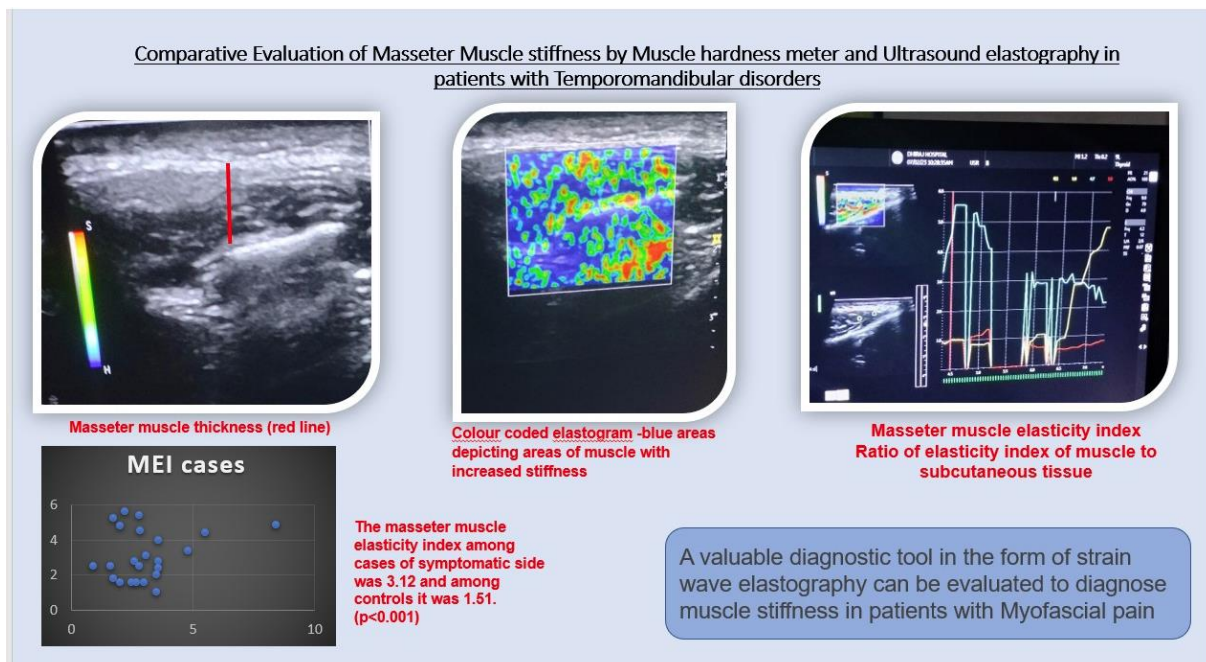 Comparative Evaluation of Masseter Muscle stiffness by Muscle hardness meter and Ultrasound elastography in
patients with Temporomandibular disorders
S
H
Masseter muscle thickness (red line)
Colour coded elastogram -blue areas
depicting areas of muscle with
increased stiffness
DHIRAJ HOSPITAL
USR
Thyroid
Masseter muscle elasticity index
Ratio of elasticity index of muscle to
subcutaneous tissue
MEI cases
6
4
2
0
0 5 10
The masseter muscle
elasticity index among
cases of symptomatic side
was 3.12 and among
controls it was 1.51.
(p<0.001)
A valuable diagnostic tool in the form of strain
wave elastography can be evaluated to diagnose
muscle stiffness in patients with Myofascial pain